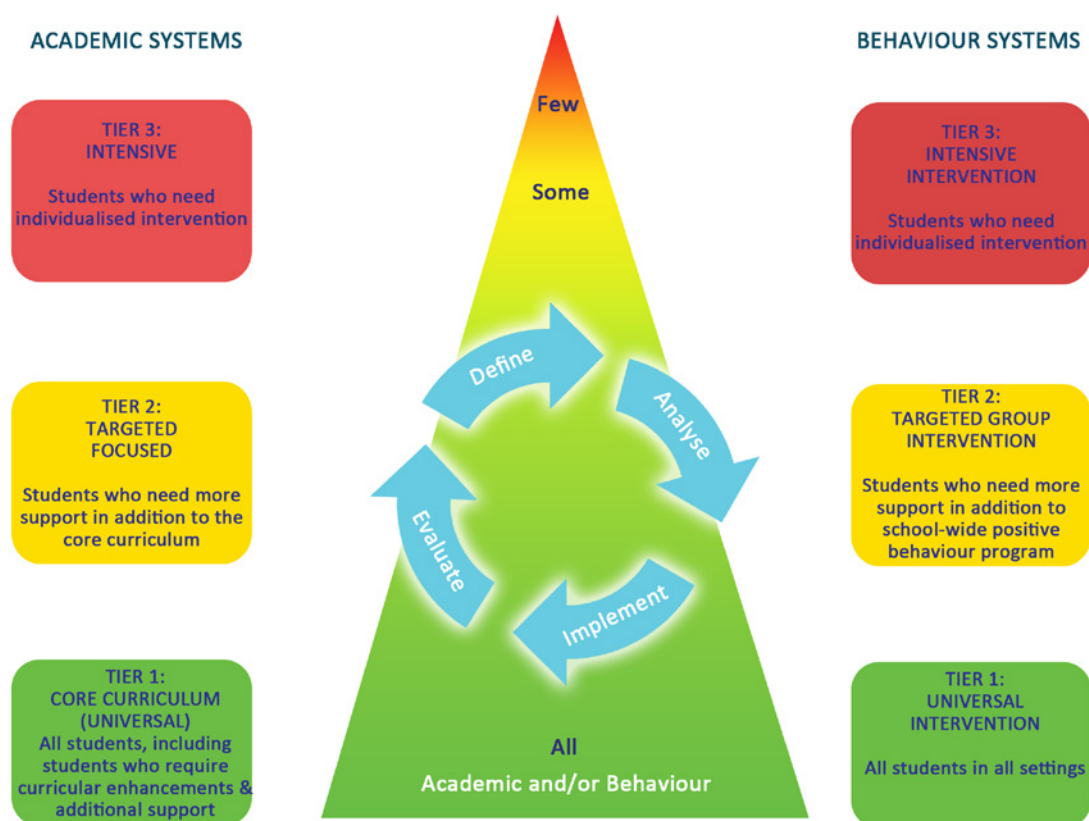 ACADEMIC SYSTEMS
TIER 3:
INTENSIVE
Students who need
individualised intervention
TIER 2:
TARGETED
FOCUSED
Students who need more
support in addition to the
core curriculum
TIER 1:
CORE CURRICULUM
(UNIVERSAL)
All students, including
students who require
curricular enhancements &
additional support
Few
Some
Define
Analyse
Implement
Evaluate
All
Academic and/or Behaviour
BEHAVIOUR SYSTEMS
TIER 3:
INTENSIVE
INTERVENTION
Students who need
individualised intervention
TIER 2:
TARGETED GROUP
INTERVENTION
Students who need more
support in addition to
school-wide positive
behaviour program
TIER 1:
UNIVERSAL
INTERVENTION
All students in all settings